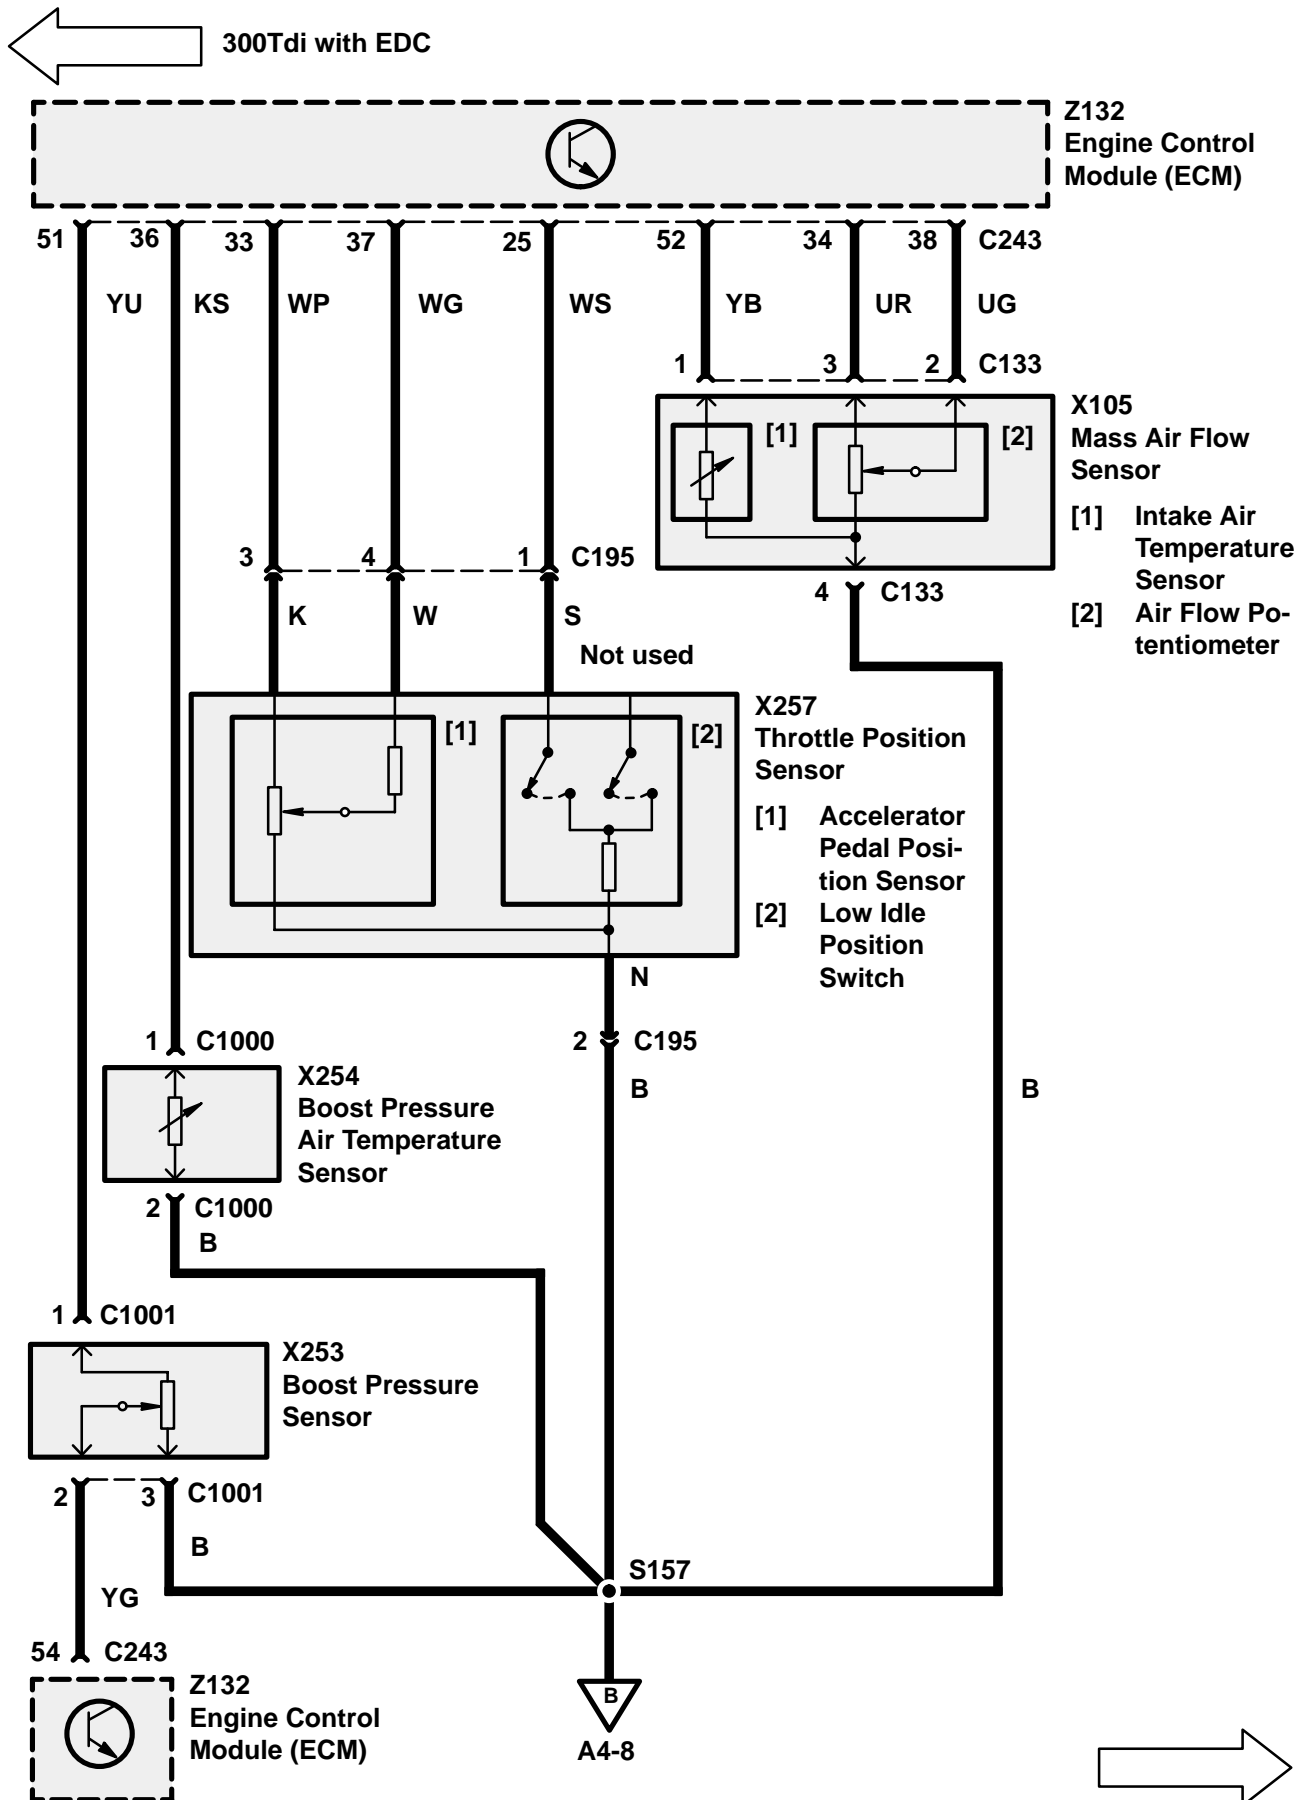 300Tdi with EDC
Z132
Engine Control
Module (ECM)
51 36 33 37 25 52 34 38 C243
YU KS WP WG WS YB UR UG
1 3 2 C133
X105
Mass Air Flow
Sensor
[1] [2]
[1] Intake Air
Temperature
Sensor
[2] Air Flow Po-
tentiometer
3 4 1 C195
4 C133
K W S
Not used
X257
Throttle Position
Sensor
[1] [2]
[1] Accelerator
Pedal Posi-
tion Sensor
[2] Low Idle
Position
Switch
N
1 C1000
2 C195
X254
Boost Pressure
Air Temperature
Sensor
B B
2 C1000
B
1 C1001
X253
Boost Pressure
Sensor
2 3 C1001
B
S157
YG
54 C243
Z132
Engine Control
Module (ECM)
B
A4-8